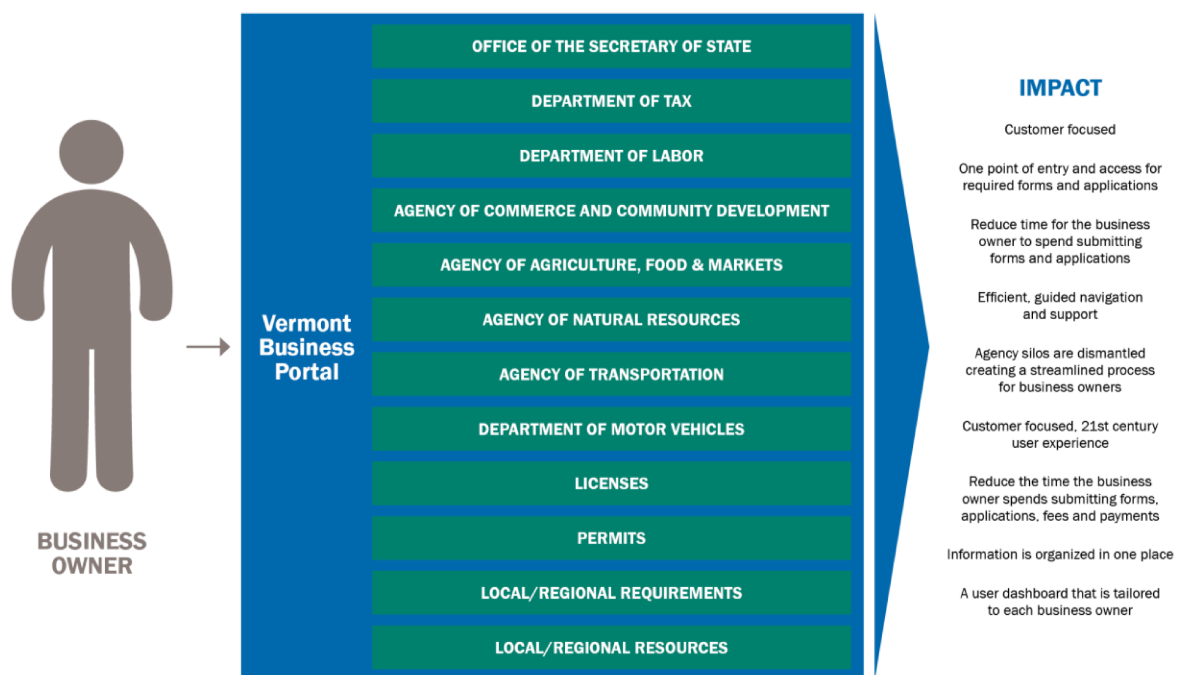 BUSINESS
OWNER
Vermont
Business
Portal
OFFICE OF THE SECRETARY OF STATE
DEPARTMENT OF TAX
DEPARTMENT OF LABOR
AGENCY OF COMMERCE AND COMMUNITY DEVELOPMENT
AGENCY OF AGRICULTURE, FOOD & MARKETS
AGENCY OF NATURAL RESOURCES
AGENCY OF TRANSPORTATION
DEPARTMENT OF MOTOR VEHICLES
LICENSES
PERMITS
LOCAL/REGIONAL REQUIREMENTS
LOCAL/REGIONAL RESOURCES
IMPACT
Customer focused
One point of entry and access for
required forms and applications
Reduce time for the business
owner to spend submitting
forms and applications
Efficient, guided navigation
and support
Agency silos are dismantled
creating a streamlined process
for business owners
Customer focused, 21st century
user experience
Reduce the time the business
owner spends submitting forms,
applications, fees and payments
Information is organized in one place
A user dashboard that is tailored
to each business owner